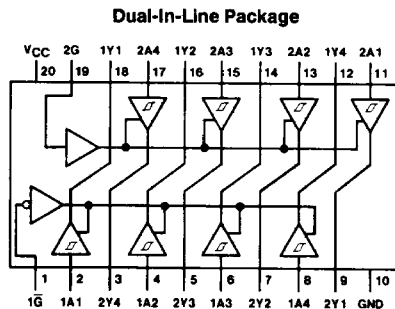 Dual-In-Line Package
VCC 2G 1Y1 2A4 1Y2 2A3 1Y3 2A2 1Y4 2A1
20 19 18 17 16 15 14 13 12 11
1 2 3 4 5 6 7 8 9 10
1G̅ 1A1 2Y4 1A2 2Y3 1A3 2Y2 1A4 2Y1 GND